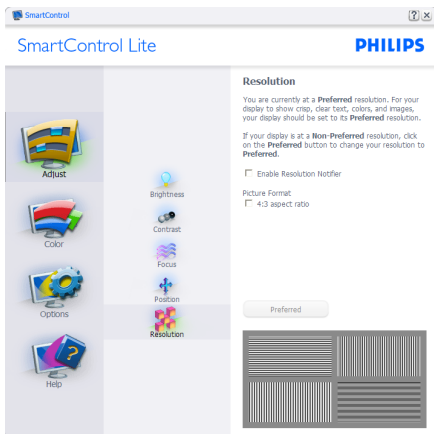 SmartControl
SmartControl Lite
PHILIPS
Adjust
Color
Options
Help
Brightness
Contrast
Focus
Position
Resolution
Resolution
You are currently at a Preferred resolution. For your
display to show crisp, clear text, colors, and images,
your display should be set to its Preferred resolution.
If your display is at a Non-Preferred resolution, click
on the Preferred button to change your resolution to
Preferred.
Enable Resolution Notifier
Picture Format
4:3 aspect ratio
Preferred